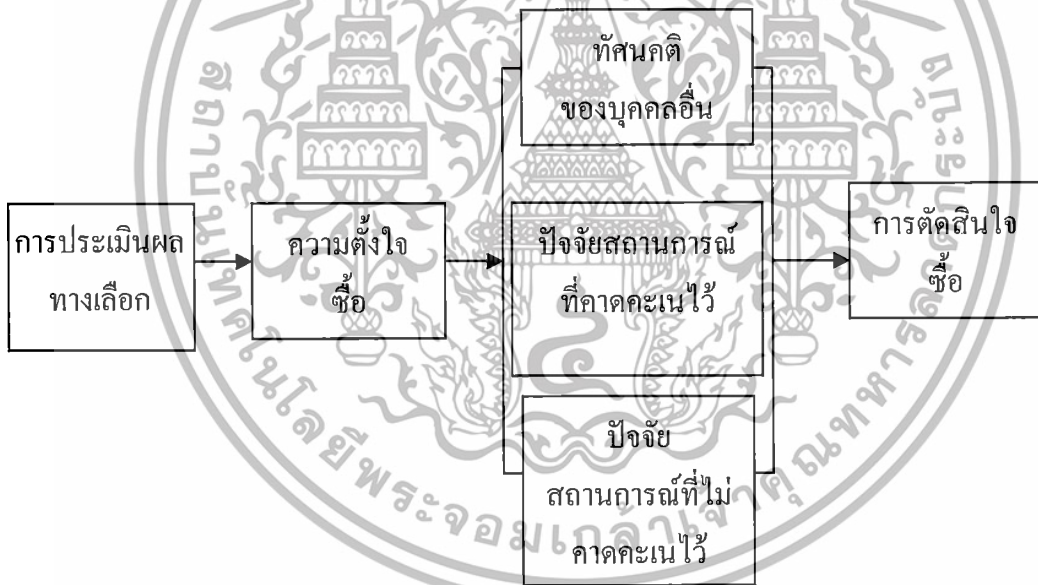 การประเมินผล
ทางเลือก
ความตั้งใจ
ซื้อ
ทัศนคติ
ของบุคคลอื่น
ปัจจัยสถานการณ์
ที่คาดคะเนไว้
ปัจจัย
สถานการณ์ที่ไม่
คาดคะเนไว้
การตัดสินใจ
ซื้อ